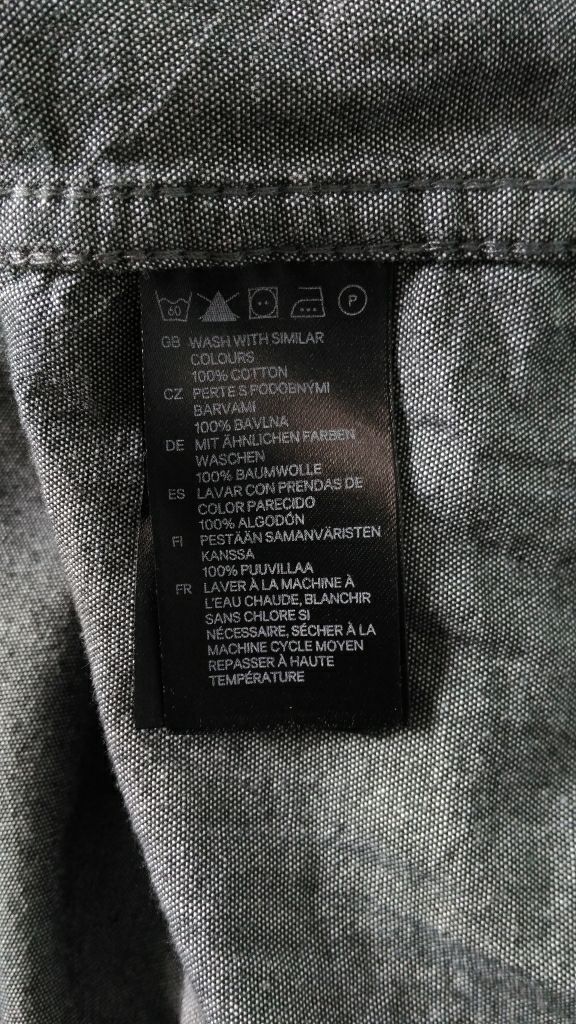 60 P
GB WASH WITH SIMILAR
COLOURS
100% COTTON
CZ PERTE S PODOBNYMI
BARVAMI
100% BAVLNA
DE MIT ÄHNLICHEN FARBEN
WASCHEN
100% BAUMWOLLE
ES LAVAR CON PRENDAS DE
COLOR PARECIDO
100% ALGODÓN
FI PESTÄÄN SAMANVÄRISTEN
KANSSA
100% PUUVILLAA
FR LAVER À LA MACHINE À
L'EAU CHAUDE, BLANCHIR
SANS CHLORE SI
NÉCESSAIRE, SÉCHER À LA
MACHINE CYCLE MOYEN
REPASSER À HAUTE
TEMPÉRATURE